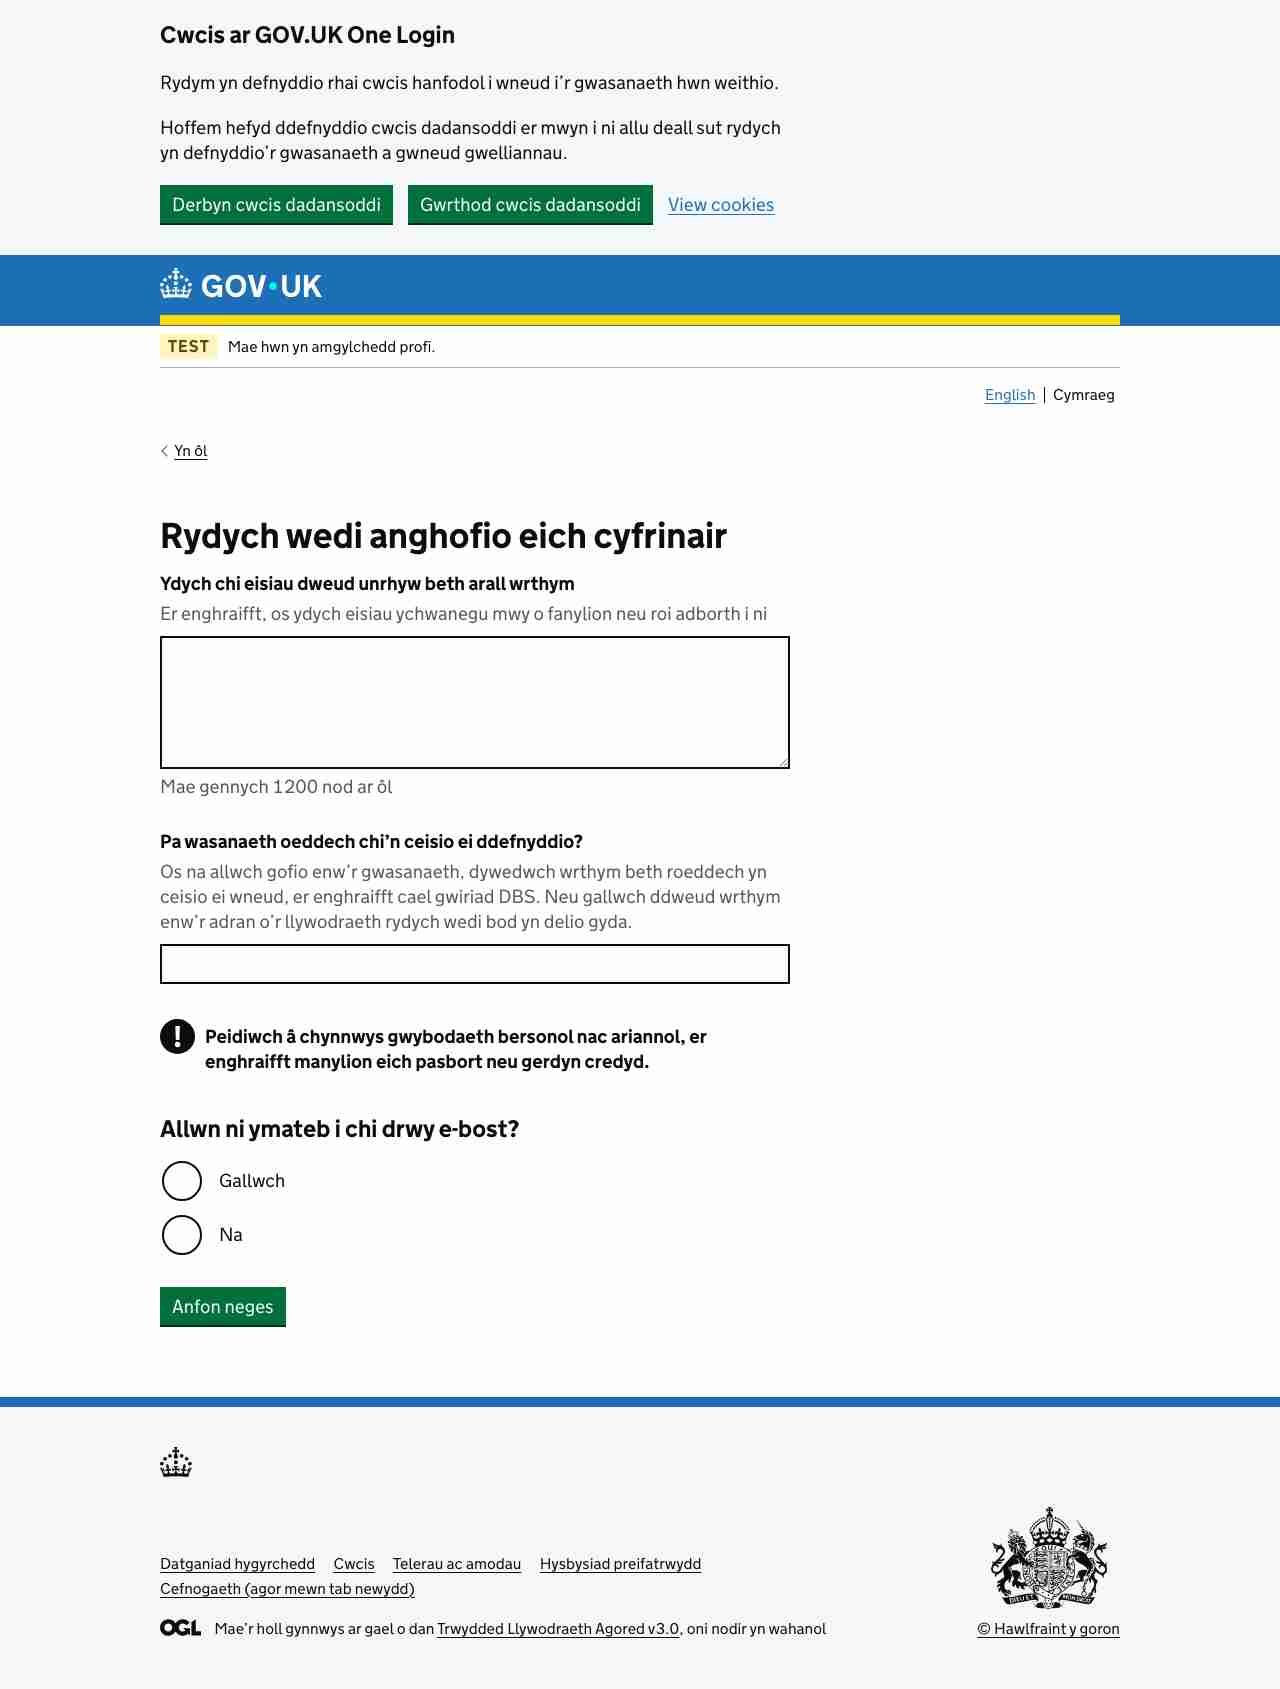 Cwcis ar GOV.UK One Login
Rydym yn defnyddio rhai cwcis hanfodol i wneud i'r gwasanaeth hwn weithio.
Hoffem hefyd ddefnyddio cwcis dadansoddi er mwyn i ni allu deall sut rydych
yn defnyddio'r gwasanaeth a gwneud gwelliannau.
Derbyn cwcis dadansoddi Gwrthod cwcis dadansoddi View cookies
GOV·UK
TEST Mae hwn yn amgylchedd profi.
English | Cymraeg
Yn ôl
Rydych wedi anghofio eich cyfrinair
Ydych chi eisiau dweud unrhyw beth arall wrthym
Er enghraifft, os ydych eisiau ychwanegu mwy o fanylion neu roi adborth i ni
Mae gennych 1200 nod ar ôl
Pa wasanaeth oeddech chi'n ceisio ei ddefnyddio?
Os na allwch gofio enw'r gwasanaeth, dywedwch wrthym beth roeddech yn
ceisio ei wneud, er enghraifft cael gwiriad DBS. Neu gallwch ddweud wrthym
enw'r adran o'r llywodraeth rydych wedi bod yn delio gyda.
! Peidiwch â chynnwys gwybodaeth bersonol nac ariannol, er
enghraifft manylion eich pasbort neu gerdyn credyd.
Allwn ni ymateb i chi drwy e-bost?
Gallwch
Na
Anfon neges
Datganiad hygyrchedd Cwcis Telerau ac amodau Hysbysiad preifatrwydd
Cefnogaeth (agor mewn tab newydd)
OGL Mae'r holl gynnwys ar gael o dan Trwydded Llywodraeth Agored v3.0, oni nodir yn wahanol
© Hawlfraint y goron